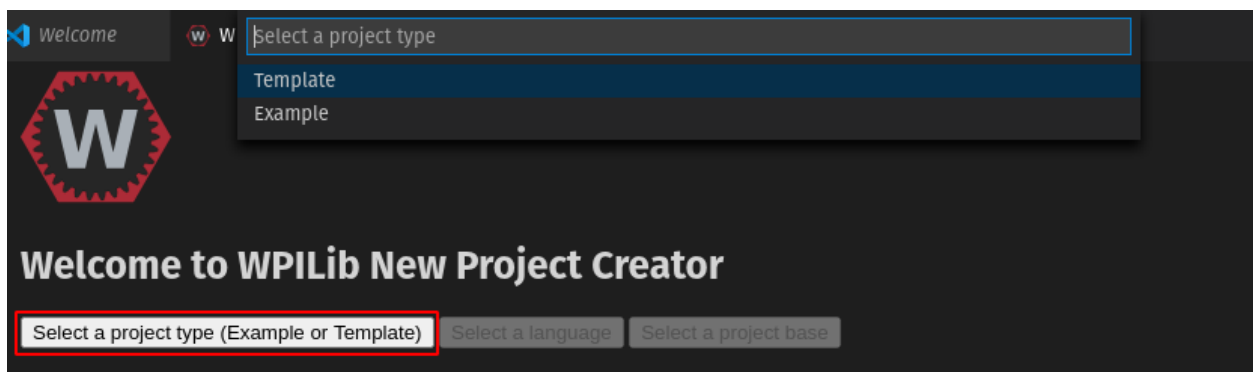 Welcome
W
Select a project type
Template
Example
W
Welcome to WPILib New Project Creator
Select a project type (Example or Template) Select a language Select a project base